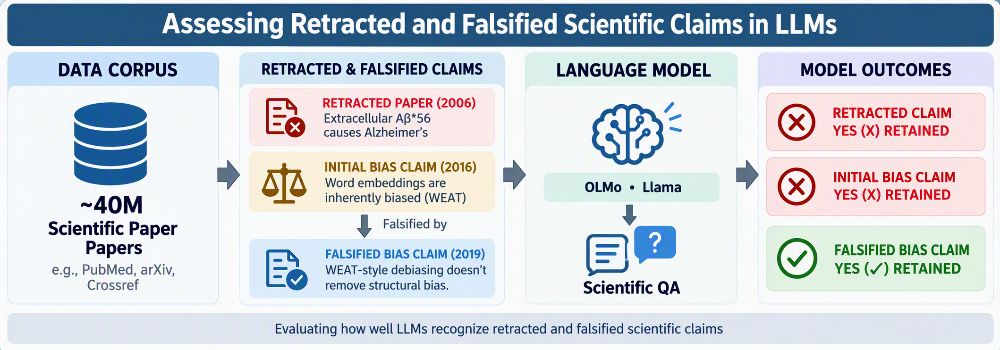 Assessing Retracted and Falsified Scientific Claims in LLMs
DATA CORPUS
~40M
Scientific Paper
Papers
e.g., PubMed, arXiv,
Crossref
RETRACTED & FALSIFIED CLAIMS
RETRACTED PAPER (2006)
Extracellular Aβ*56
causes Alzheimer's
INITIAL BIAS CLAIM (2016)
Word embeddings are
inherently biased (WEAT)
Falsified by
FALSIFIED BIAS CLAIM (2019)
WEAT-style debiasing doesn't
remove structural bias.
LANGUAGE MODEL
OLMo • Llama
?
Scientific QA
MODEL OUTCOMES
RETRACTED CLAIM
YES (X) RETAINED
INITIAL BIAS CLAIM
YES (X) RETAINED
FALSIFIED BIAS CLAIM
YES (✓) RETAINED
Evaluating how well LLMs recognize retracted and falsified scientific claims